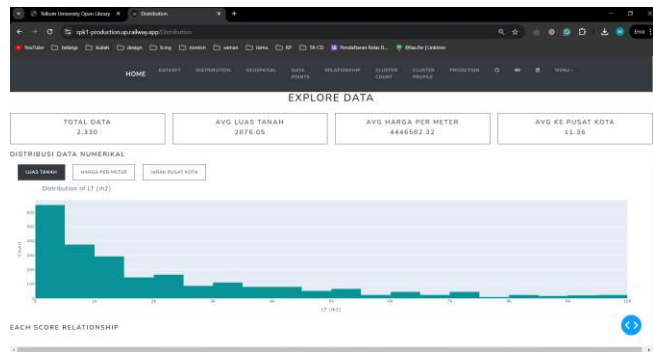 Telkom University Open Library
Distribution
spk1-production.up.railway.app/Distribution
Error
YouTube
kuliah
design
HOME DATASET DISTRIBUTION GEOSPATIAL DATA POINTS RELATIONSHIP CLUSTER COUNT CLUSTER PROFILE PREDICTION MENU
EXPLORE DATA
TOTAL DATA
2,330
AVG LUAS TANAH
2076.05
AVG HARGA PER METER
4446582.32
AVG KE PUSAT KOTA
11.36
DISTRIBUSI DATA NUMERIKAL
LUAS TANAH
HARGA PER METER
JARAK PUSAT KOTA
Distribution of LT (m2)
Count
LT (m2)
EACH SCORE RELATIONSHIP